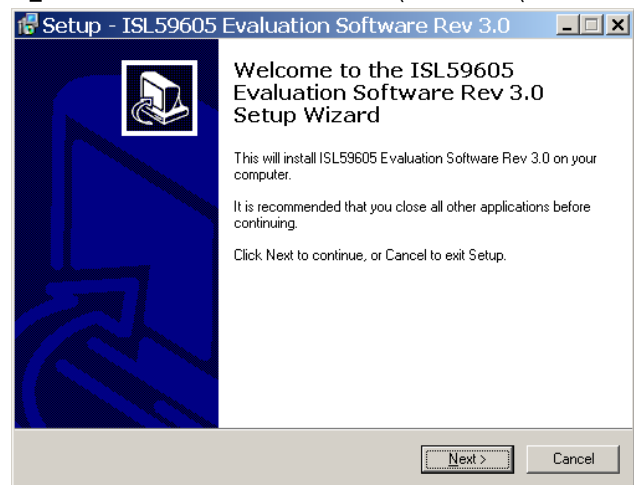 Setup - ISL59605 Evaluation Software Rev 3.0
Welcome to the ISL59605
Evaluation Software Rev 3.0
Setup Wizard
This will install ISL59605 Evaluation Software Rev 3.0 on your
computer.
It is recommended that you close all other applications before
continuing.
Click Next to continue, or Cancel to exit Setup.
Next >
Cancel